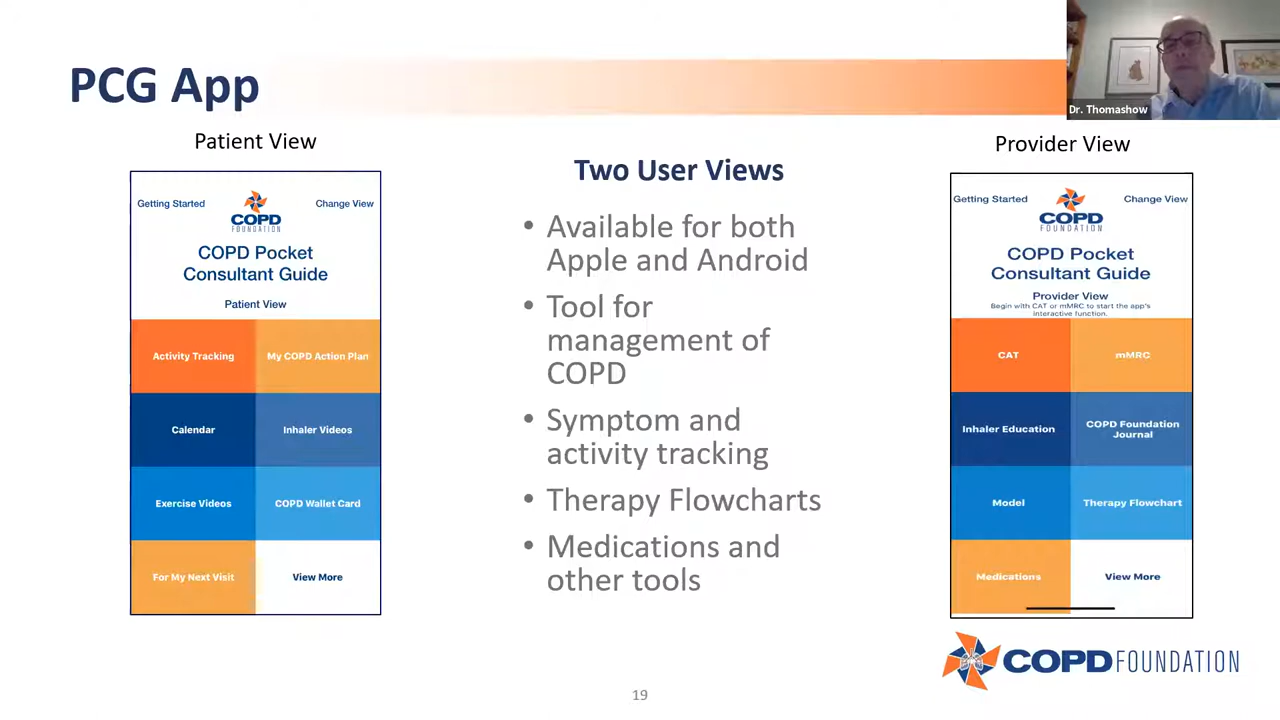 PCG App
Dr. Thomashow
Patient View
Getting Started
Change View
COPD
FOUNDATION
COPD Pocket
Consultant Guide
Patient View
Activity Tracking
My COPD Action Plan
Calendar
Inhaler Videos
Exercise Videos
COPD Wallet Card
For My Next Visit
View More
Two User Views
• Available for both
Apple and Android
• Tool for
management of
COPD
• Symptom and
activity tracking
• Therapy Flowcharts
• Medications and
other tools
Provider View
Getting Started
Change View
COPD
FOUNDATION
COPD Pocket
Consultant Guide
Provider View
Begin with CAT or mMRC to start the app's
interactive function.
CAT
mMRC
Inhaler Education
COPD Foundation
Journal
Model
Therapy Flowchart
Medications
View More
COPD FOUNDATION
19